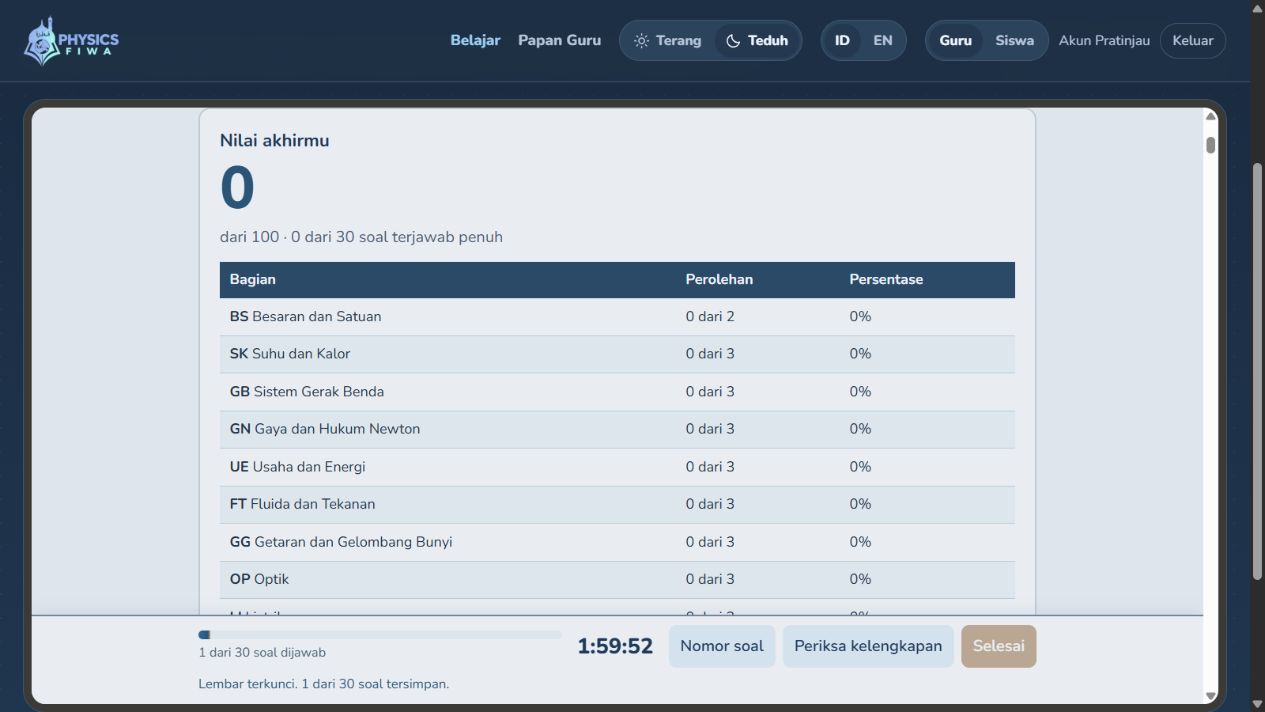 PHYSICS
FIWA
Belajar
Papan Guru
Terang
Teduh
ID
EN
Guru
Siswa
Akun Pratinjau
Keluar
Nilai akhirmu
0
dari 100 · 0 dari 30 soal terjawab penuh
Bagian Perolehan Persentase
BS Besaran dan Satuan 0 dari 2 0%
SK Suhu dan Kalor 0 dari 3 0%
GB Sistem Gerak Benda 0 dari 3 0%
GN Gaya dan Hukum Newton 0 dari 3 0%
UE Usaha dan Energi 0 dari 3 0%
FT Fluida dan Tekanan 0 dari 3 0%
GG Getaran dan Gelombang Bunyi 0 dari 3 0%
OP Optik 0 dari 3 0%
1 dari 30 soal dijawab
1:59:52
Nomor soal
Periksa kelengkapan
Selesai
Lembar terkunci. 1 dari 30 soal tersimpan.